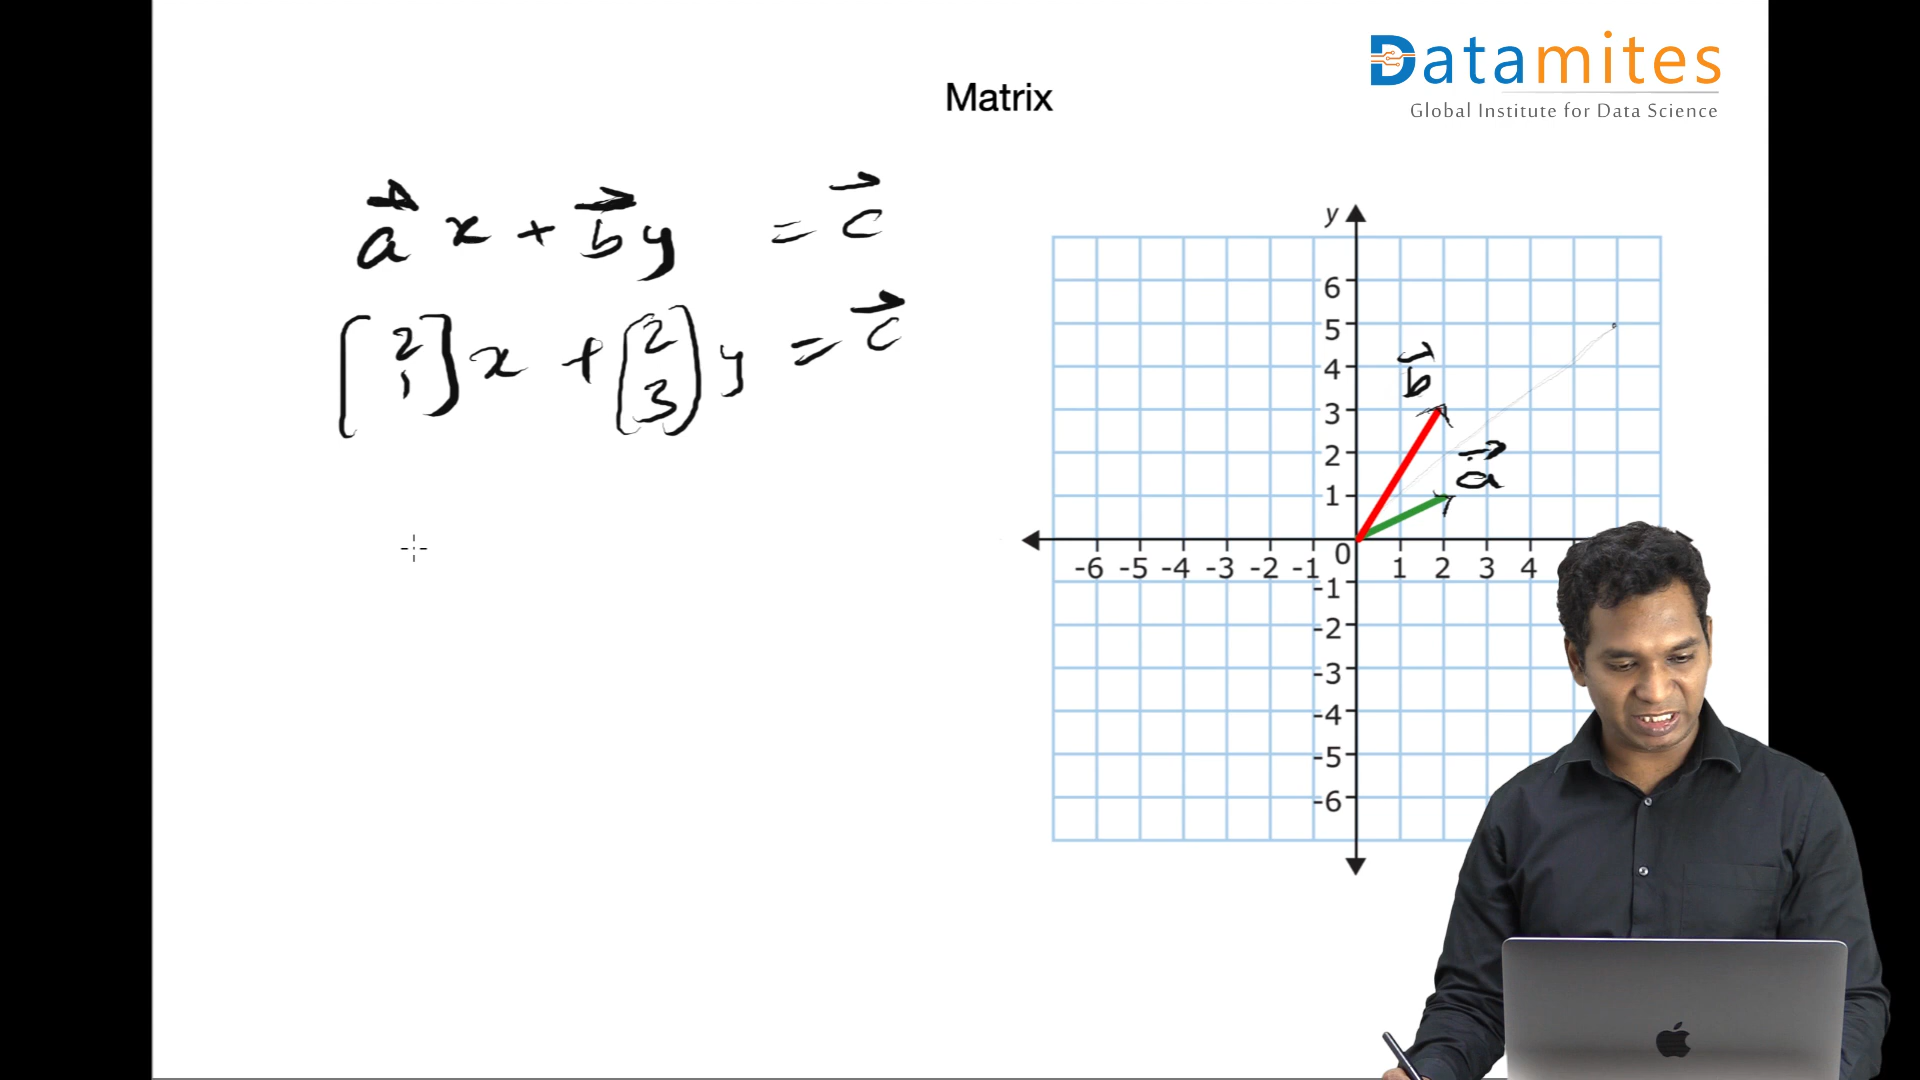 Datamites
Global Institute for Data Science
Matrix
a⃗ x + b⃗ y = c⃗
[2 1] x + (2 3) y = c⃗
y
6
5
4
3
2
1
b⃗
a⃗
0
-6 -5 -4 -3 -2 -1 1 2 3 4
-1
-2
-3
-4
-5
-6